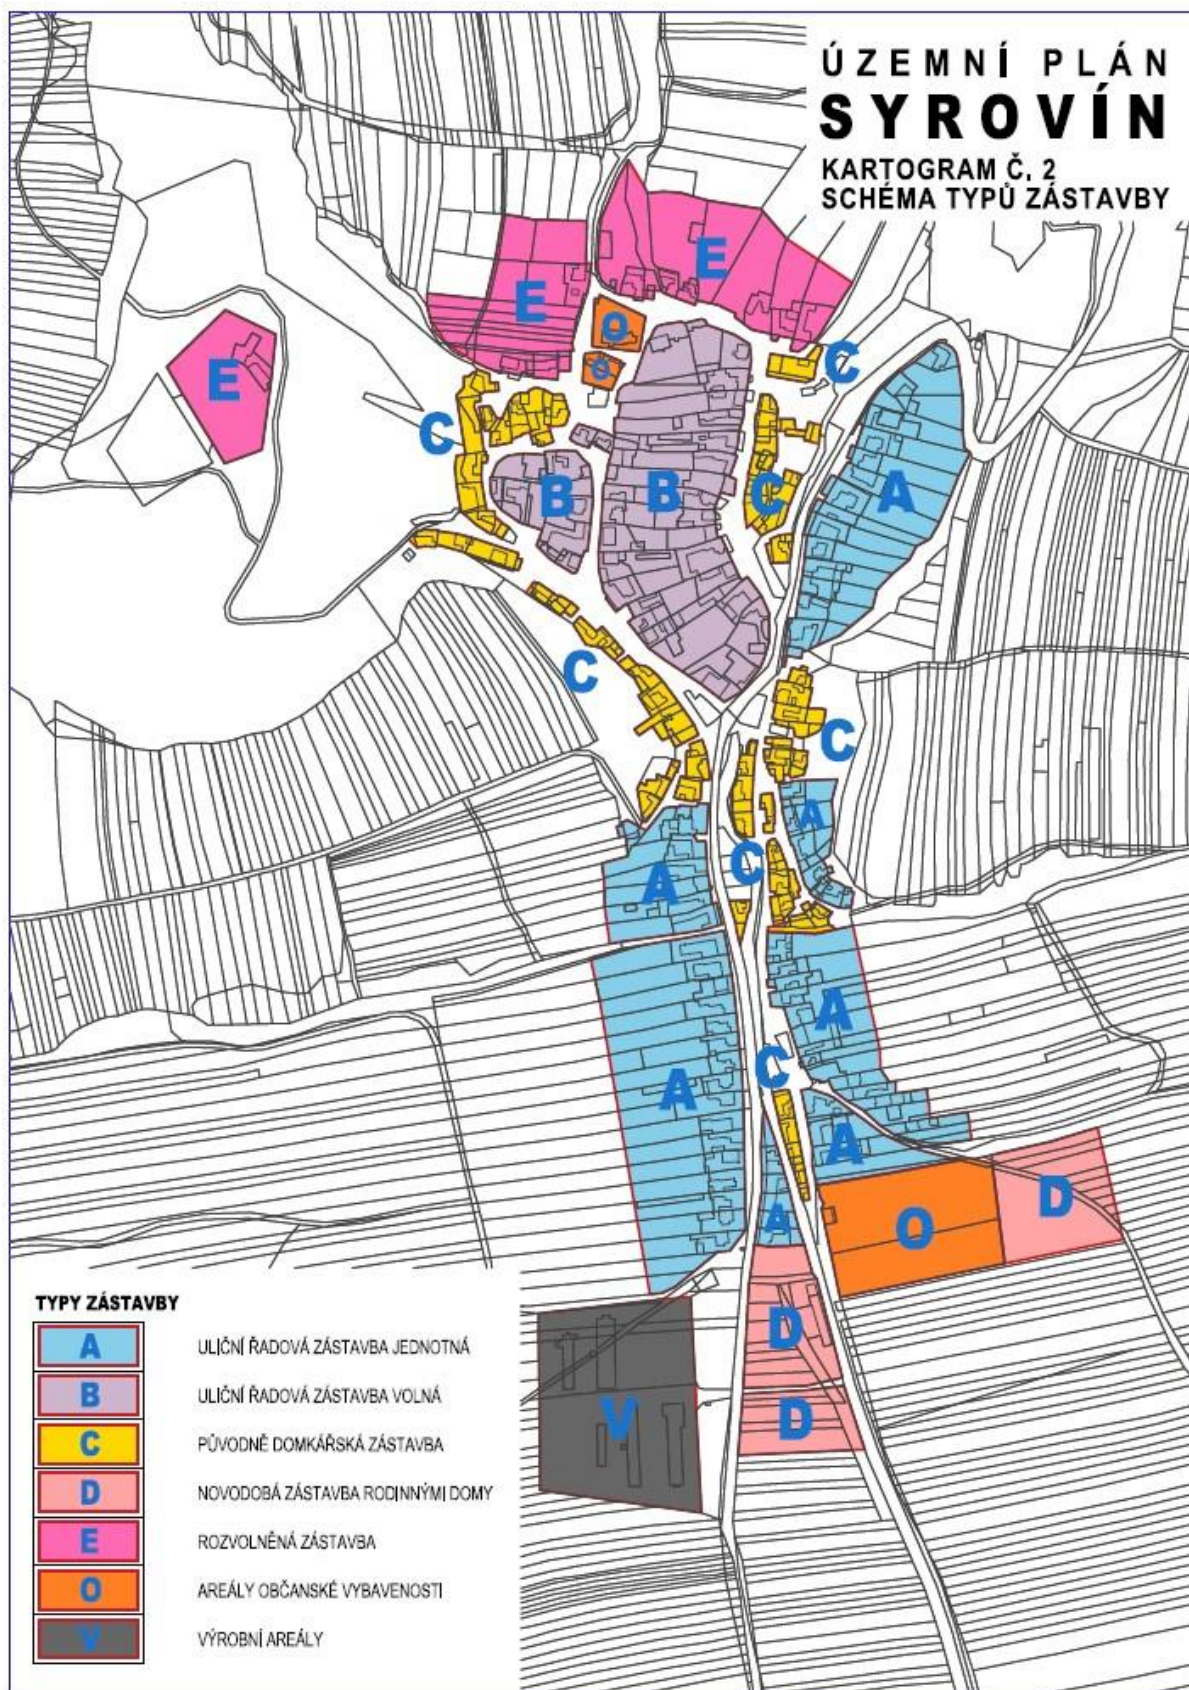 ÚZEMNÍ PLÁN
SYROVÍN
KARTOGRAM Č. 2
SCHÉMA TYPŮ ZÁSTAVBY
E
E
O
O
E
C
C
B
B
C
A
C
C
A
C
A
A
C
A
A
D
A
O
D
D
V
TYPY ZÁSTAVBY
A ULIČNÍ ŘADOVÁ ZÁSTAVBA JEDNOTNÁ
B ULIČNÍ ŘADOVÁ ZÁSTAVBA VOLNÁ
C PŮVODNĚ DOMKÁŘSKÁ ZÁSTAVBA
D NOVODOBÁ ZÁSTAVBA RODINNÝMI DOMY
E ROZVOLNĚNÁ ZÁSTAVBA
O AREÁLY OBČANSKÉ VYBAVENOSTI
V VÝROBNÍ AREÁLY